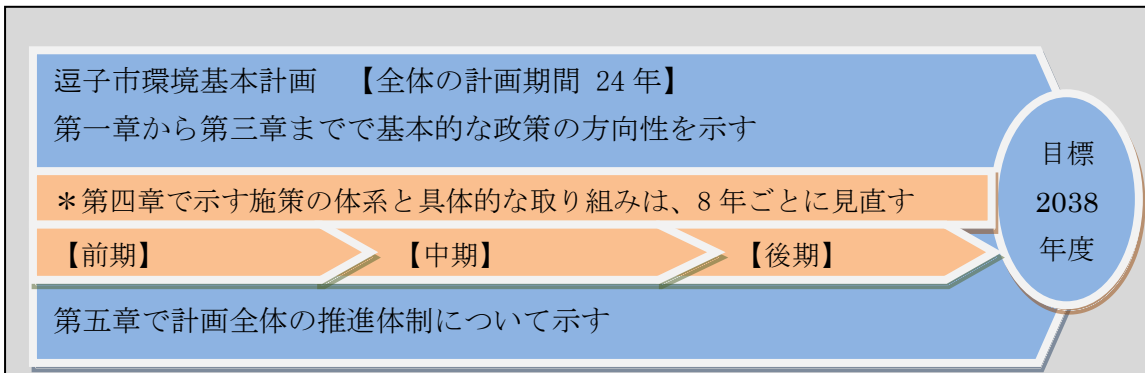 逗子市環境基本計画　【全体の計画期間 24 年】
第一章から第三章までで基本的な政策の方向性を示す
＊第四章で示す施策の体系と具体的な取り組みは、8 年ごとに見直す
【前期】
【中期】
【後期】
第五章で計画全体の推進体制について示す
目標
2038
年度